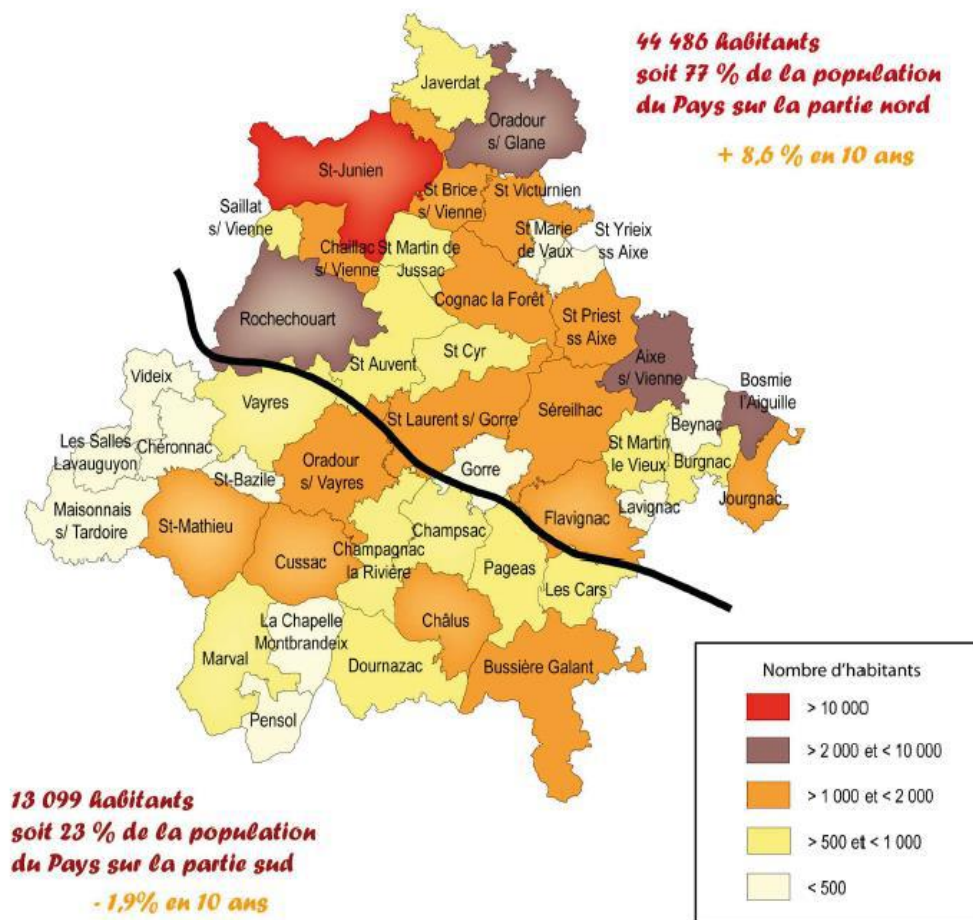 44 486 habitants
soit 77 % de la population
du Pays sur la partie nord
+ 8,6 % en 10 ans
Javerdat
Oradour
s/ Glane
St-Junien
St Brice
s/ Vienne
St Victurnien
Saillat
s/ Vienne
Chaillac
s/ Vienne
St Martin de
Jussac
St Marie
de Vaux
St Yrieix
ss Aixe
Cognac la Forêt
Rochechouart
St Priest
ss Aixe
St Auvent
St Cyr
Aixe
s/ Vienne
Bosmie
l'Aiguille
Videix
Vayres
St Laurent s/ Gorre
Séreilhac
Beynac
Les Salles
Lavauguyon
Chéronnac
St-Bazile
Oradour
s/ Vayres
Gorre
St Martin
le Vieux
Burgnac
Maisonnais
s/ Tardoire
St-Mathieu
Cussac
Champagnac
la Rivière
Champsac
Flavignac
Lavignac
Jourgnac
Pageas
Les Cars
La Chapelle
Montbrandeix
Châlus
Marval
Dournazac
Bussière Galant
Pensol
13 099 habitants
soit 23 % de la population
du Pays sur la partie sud
- 1,9% en 10 ans
Nombre d'habitants
> 10 000
> 2 000 et < 10 000
> 1 000 et < 2 000
> 500 et < 1 000
< 500